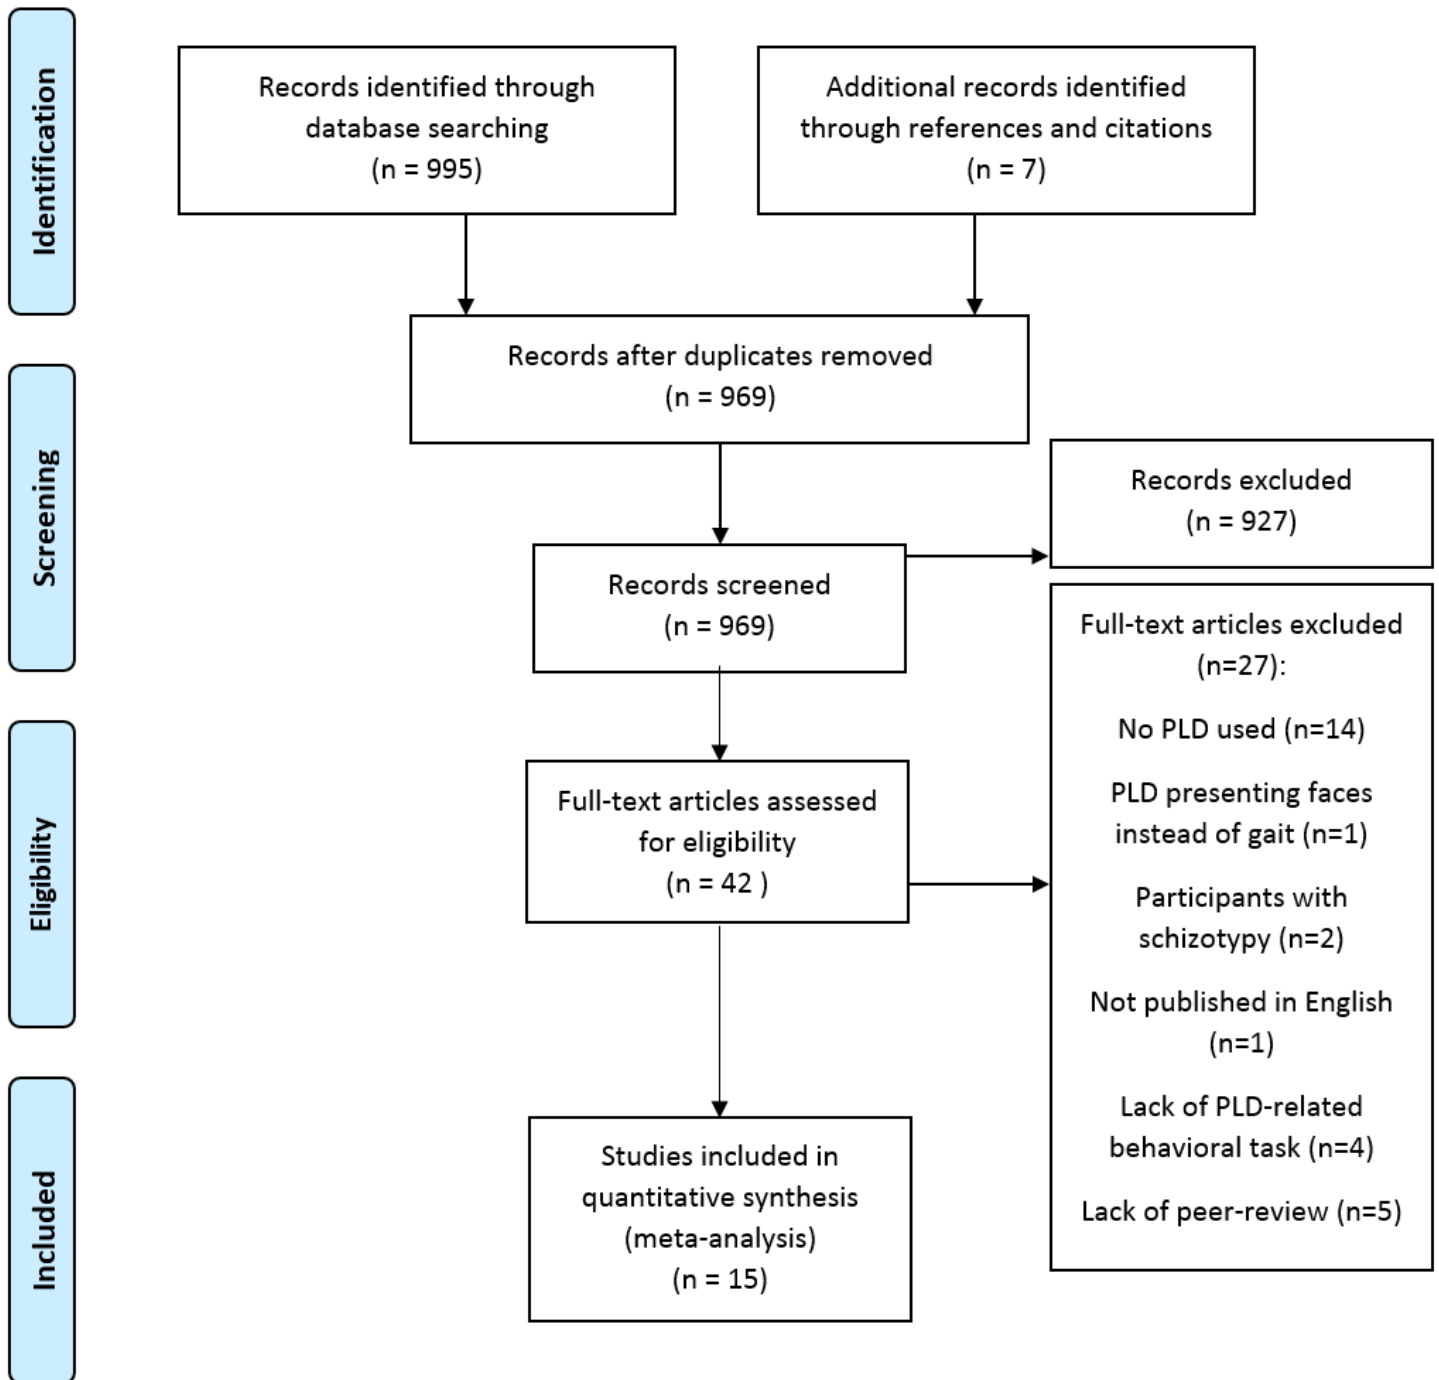 Identification
Records identified through
database searching
(n = 995)
Additional records identified
through references and citations
(n = 7)
Records after duplicates removed
(n = 969)
Screening
Records screened
(n = 969)
Records excluded
(n = 927)
Eligibility
Full-text articles assessed
for eligibility
(n = 42 )
Full-text articles excluded
(n=27):
No PLD used (n=14)
PLD presenting faces
instead of gait (n=1)
Participants with
schizotypy (n=2)
Not published in English
(n=1)
Lack of PLD-related
behavioral task (n=4)
Lack of peer-review (n=5)
Included
Studies included in
quantitative synthesis
(meta-analysis)
(n = 15)